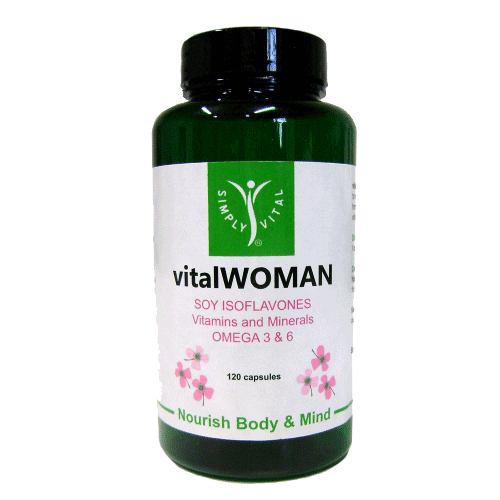 SIMPLY VITAL
®
vitalWOMAN
SOY ISOFLAVONES
Vitamins and Minerals
OMEGA 3 & 6
120 capsules
Nourish Body & Mind